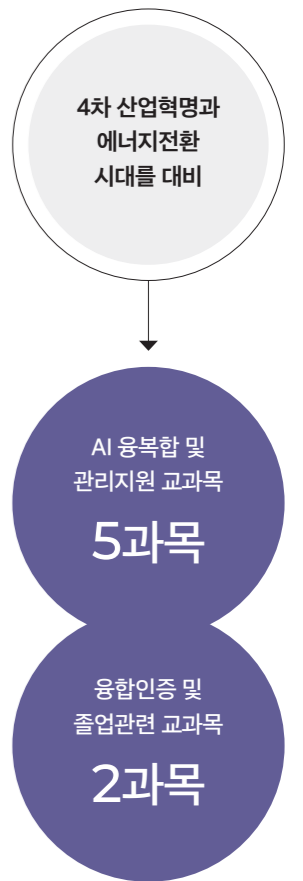 4차 산업혁명과
에너지전환
시대를 대비
AI 융복합 및
관리지원 교과목
5과목
융합인증 및
졸업관련 교과목
2과목